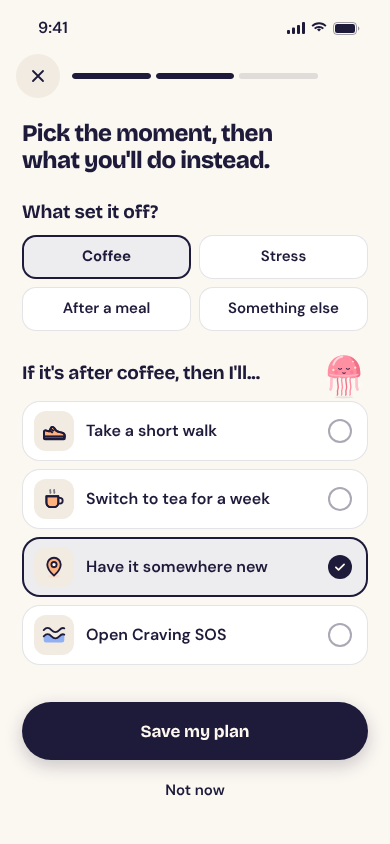 9:41
Pick the moment, then
what you'll do instead.
What set it off?
Coffee
Stress
After a meal
Something else
If it's after coffee, then I'll...
Take a short walk
Switch to tea for a week
Have it somewhere new
Open Craving SOS
Save my plan
Not now